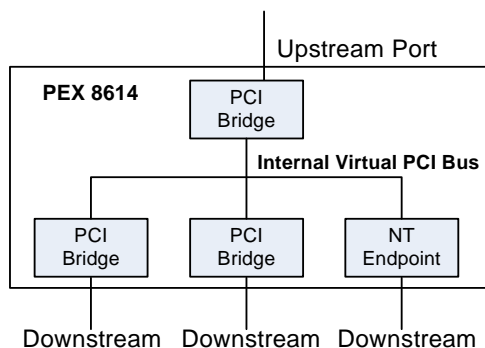 Upstream Port
PEX 8614
PCI
Bridge
Internal Virtual PCI Bus
PCI
Bridge
PCI
Bridge
NT
Endpoint
Downstream
Downstream
Downstream